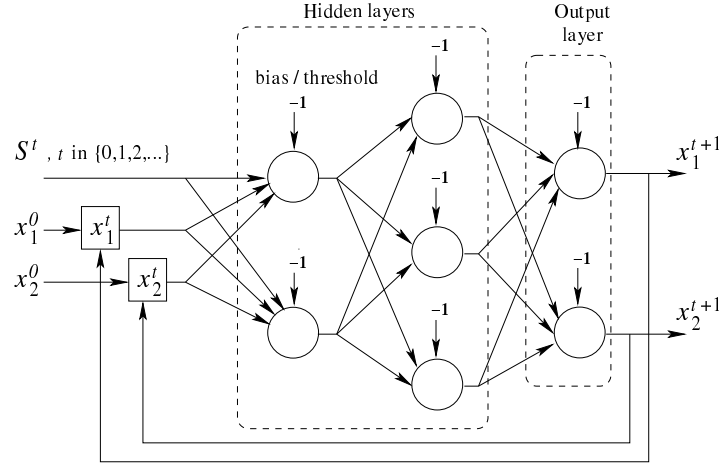 Hidden layers
Output
layer
-1
bias / threshold
-1
-1
S^t , t in {0,1,2,...}
x_1^{t+1}
-1
x_1^0
x_1^t
-1
-1
x_2^0
x_2^t
-1
x_2^{t+1}